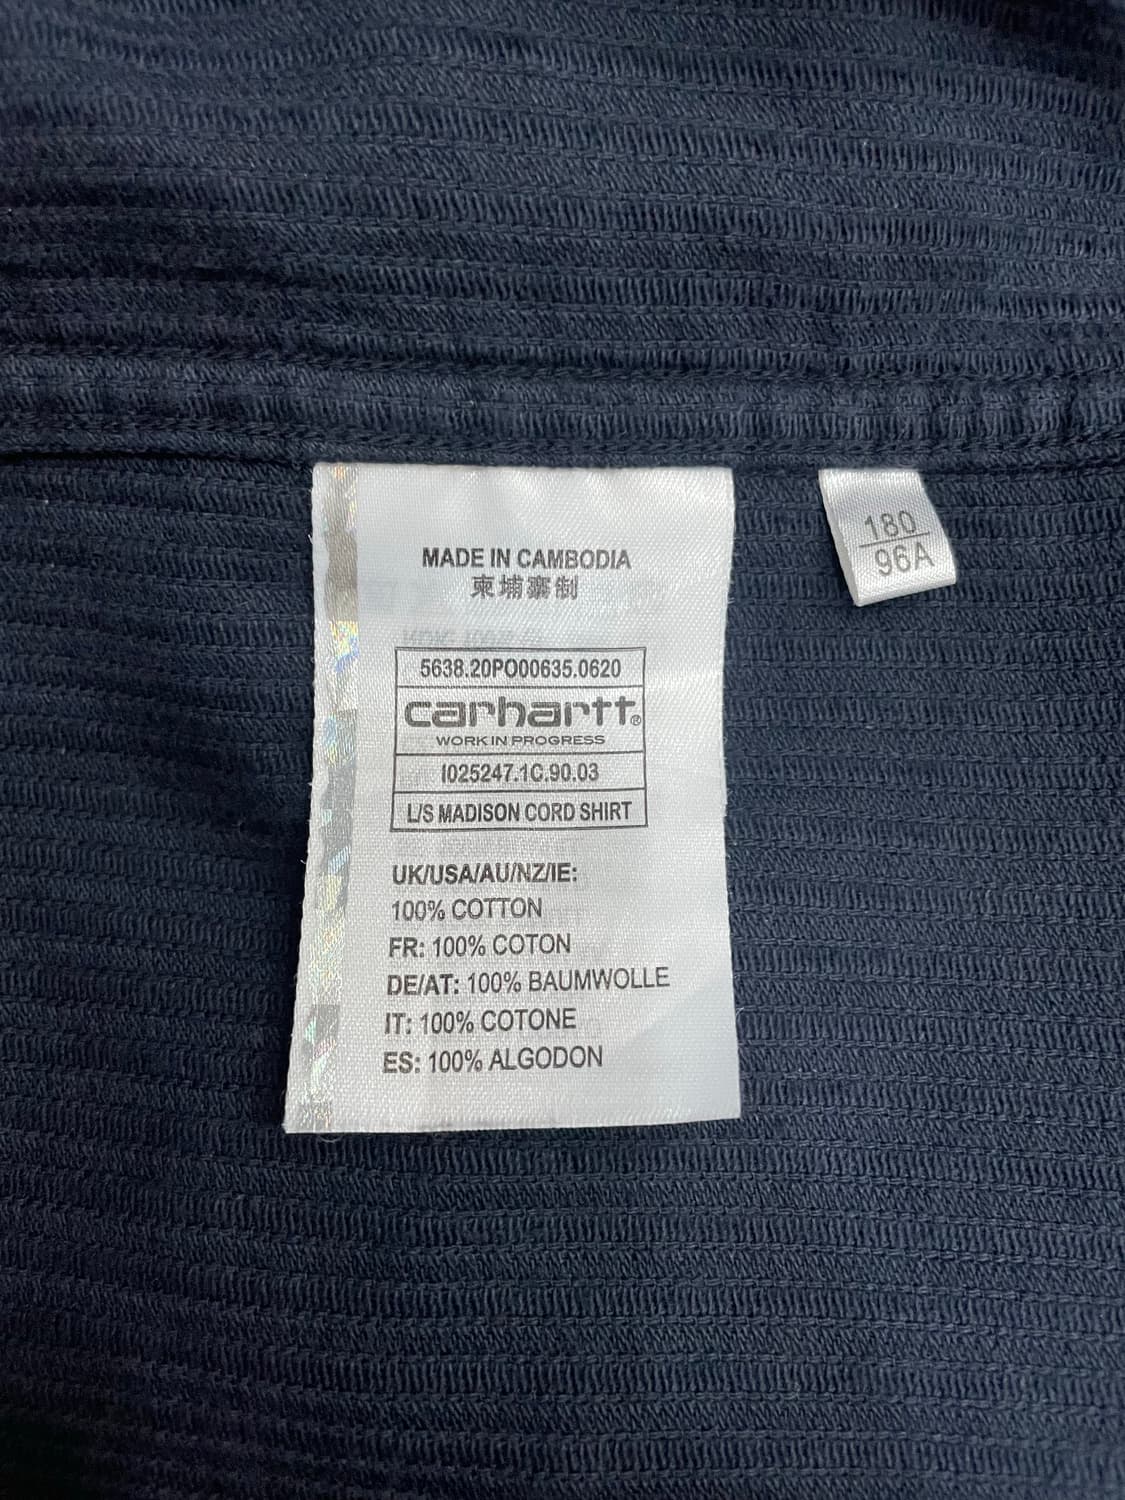 MADE IN CAMBODIA
柬埔寨制
5638.20PO00635.0620
carhartt®
WORK IN PROGRESS
I025247.1C.90.03
L/S MADISON CORD SHIRT
UK/USA/AU/NZ/IE:
100% COTTON
FR: 100% COTON
DE/AT: 100% BAUMWOLLE
IT: 100% COTONE
ES: 100% ALGODON
180
96A